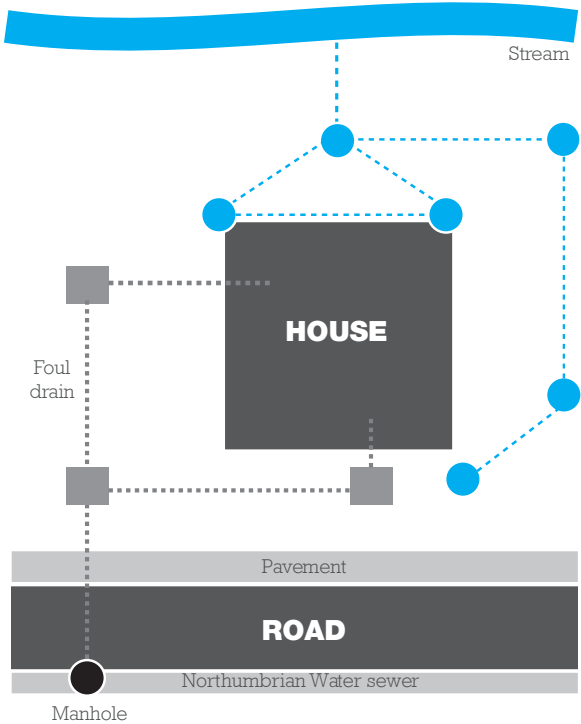 Stream
HOUSE
Foul
drain
Pavement
ROAD
Northumbrian Water sewer
Manhole